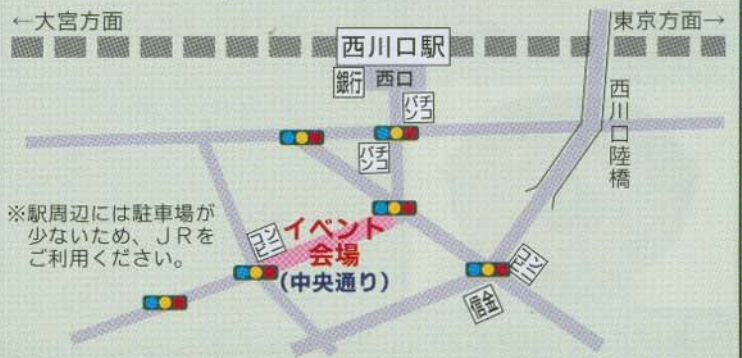 ←大宮方面
東京方面→
西川口駅
銀行
西口
パチンコ
西川口陸橋
パチンコ
※駅周辺には駐車場が
少ないため、JRを
ご利用ください。
コンビニ
イベント
会場
(中央通り)
コンビニ
信金